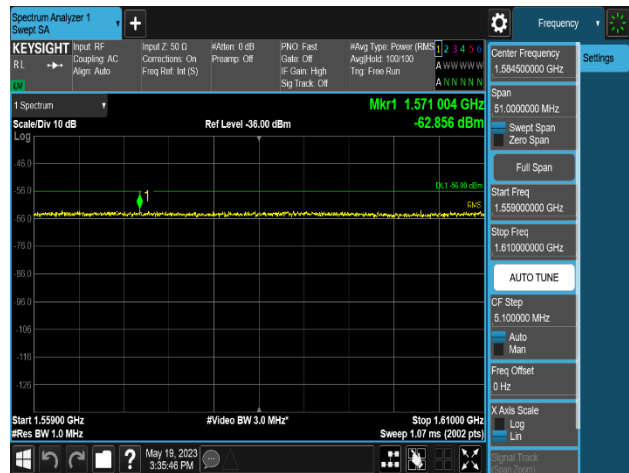 Spectrum Analyzer 1
Swept SA
Frequency
KEYSIGHT
RL
LW
Input: RF
Coupling: AC
Align: Auto
Input Z: 50 Ω
Corrections: On
Freq Ref: Int (S)
#Atten: 0 dB
Preamp: Off
PNO: Fast
Gate: Off
IF Gain: High
Sig Track: Off
#Avg Type: Power (RMS
Avg|Hold: 100/100
Trig: Free Run
1 2 3 4 5 6
A W W W W W
A N N N N N
1 Spectrum
Mkr1 1.571 004 GHz
-62.856 dBm
Scale/Div 10 dB
Ref Level -36.00 dBm
Log
-46.0
-56.0
-66.0
-76.0
-86.0
-96.0
-106
-116
-126
1
DL1 -56.00 dBm
RMS
Start 1.55900 GHz
#Res BW 1.0 MHz
#Video BW 3.0 MHz*
Stop 1.61000 GHz
Sweep 1.07 ms (2002 pts)
?
May 19, 2023
3:35:46 PM
Center Frequency
1.584500000 GHz
Span
51.0000000 MHz
Swept Span
Zero Span
Full Span
Start Freq
1.559000000 GHz
Stop Freq
1.610000000 GHz
AUTO TUNE
CF Step
5.100000 MHz
Auto
Man
Freq Offset
0 Hz
X Axis Scale
Log
Lin
Signal Track
(Span Zoom)
Settings